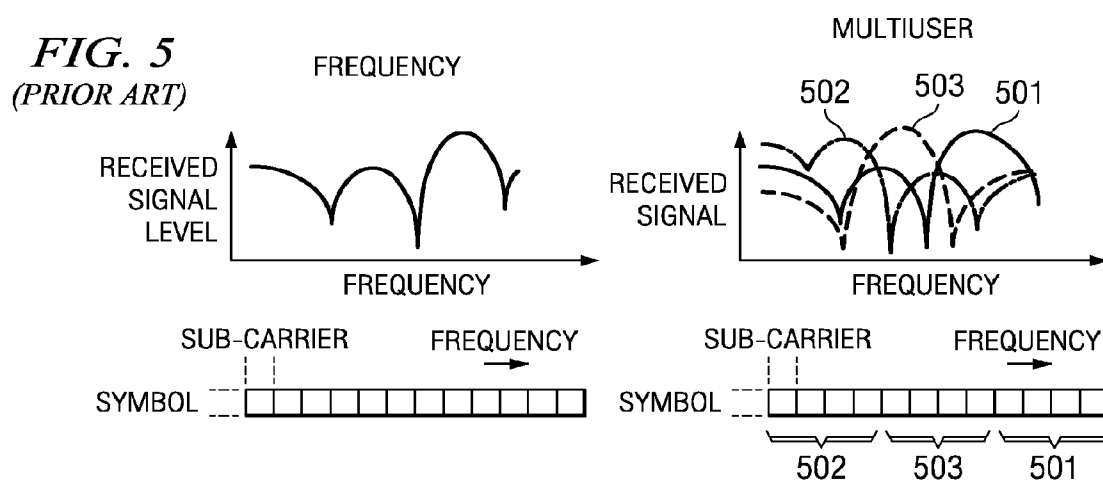 FIG. 5
(PRIOR ART)
FREQUENCY
RECEIVED
SIGNAL
LEVEL
FREQUENCY
SUB-CARRIER
FREQUENCY
SYMBOL
MULTIUSER
502
503
501
RECEIVED
SIGNAL
FREQUENCY
SUB-CARRIER
FREQUENCY
SYMBOL
502
503
501